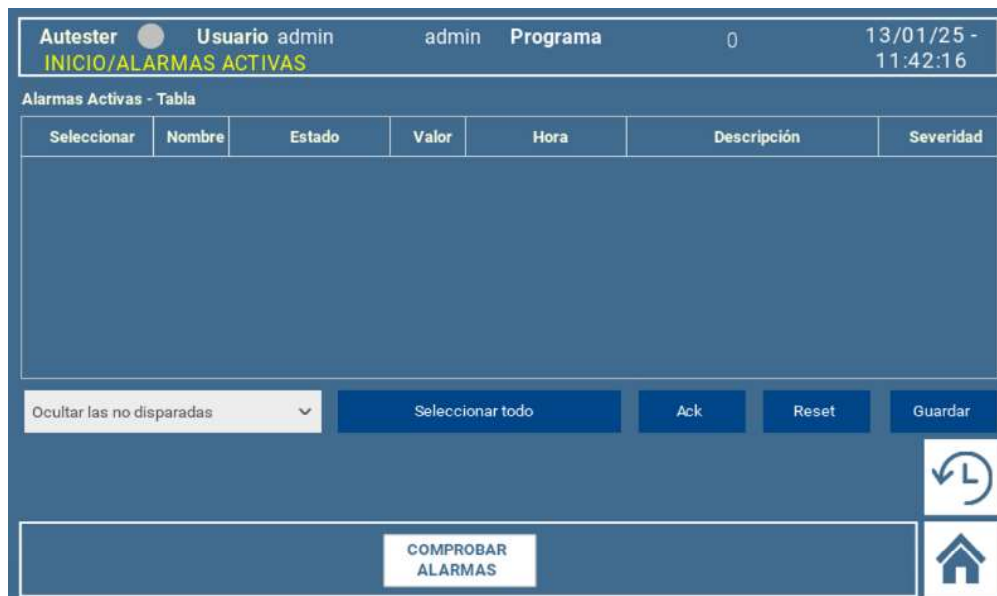 Autester Usuario admin admin Programa 0 13/01/25 -
INICIO/ALARMAS ACTIVAS 11:42:16
Alarmas Activas - Tabla
Seleccionar Nombre Estado Valor Hora Descripción Severidad
Ocultar las no disparadas Seleccionar todo Ack Reset Guardar
COMPROBAR
ALARMAS